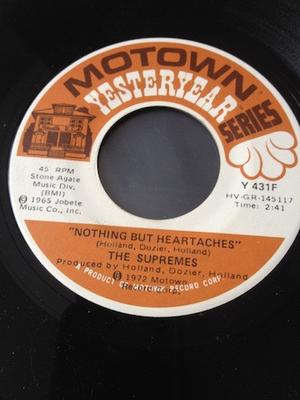 MOTOWN
YESTERYEAR
SERIES
45 RPM
Stone Agate
Music Div.
(BMI)
℗ 1965 Jobete
Music Co., Inc.
Y 431F
HV-GR-145117
Time: 2:41
"NOTHING BUT HEARTACHES"
(Holland, Dozier, Holland)
THE SUPREMES
Produced by Holland, Dozier, Holland
℗ 1972 Motown
Record Corp.
A PRODUCT OF MOTOWN RECORD CORP.